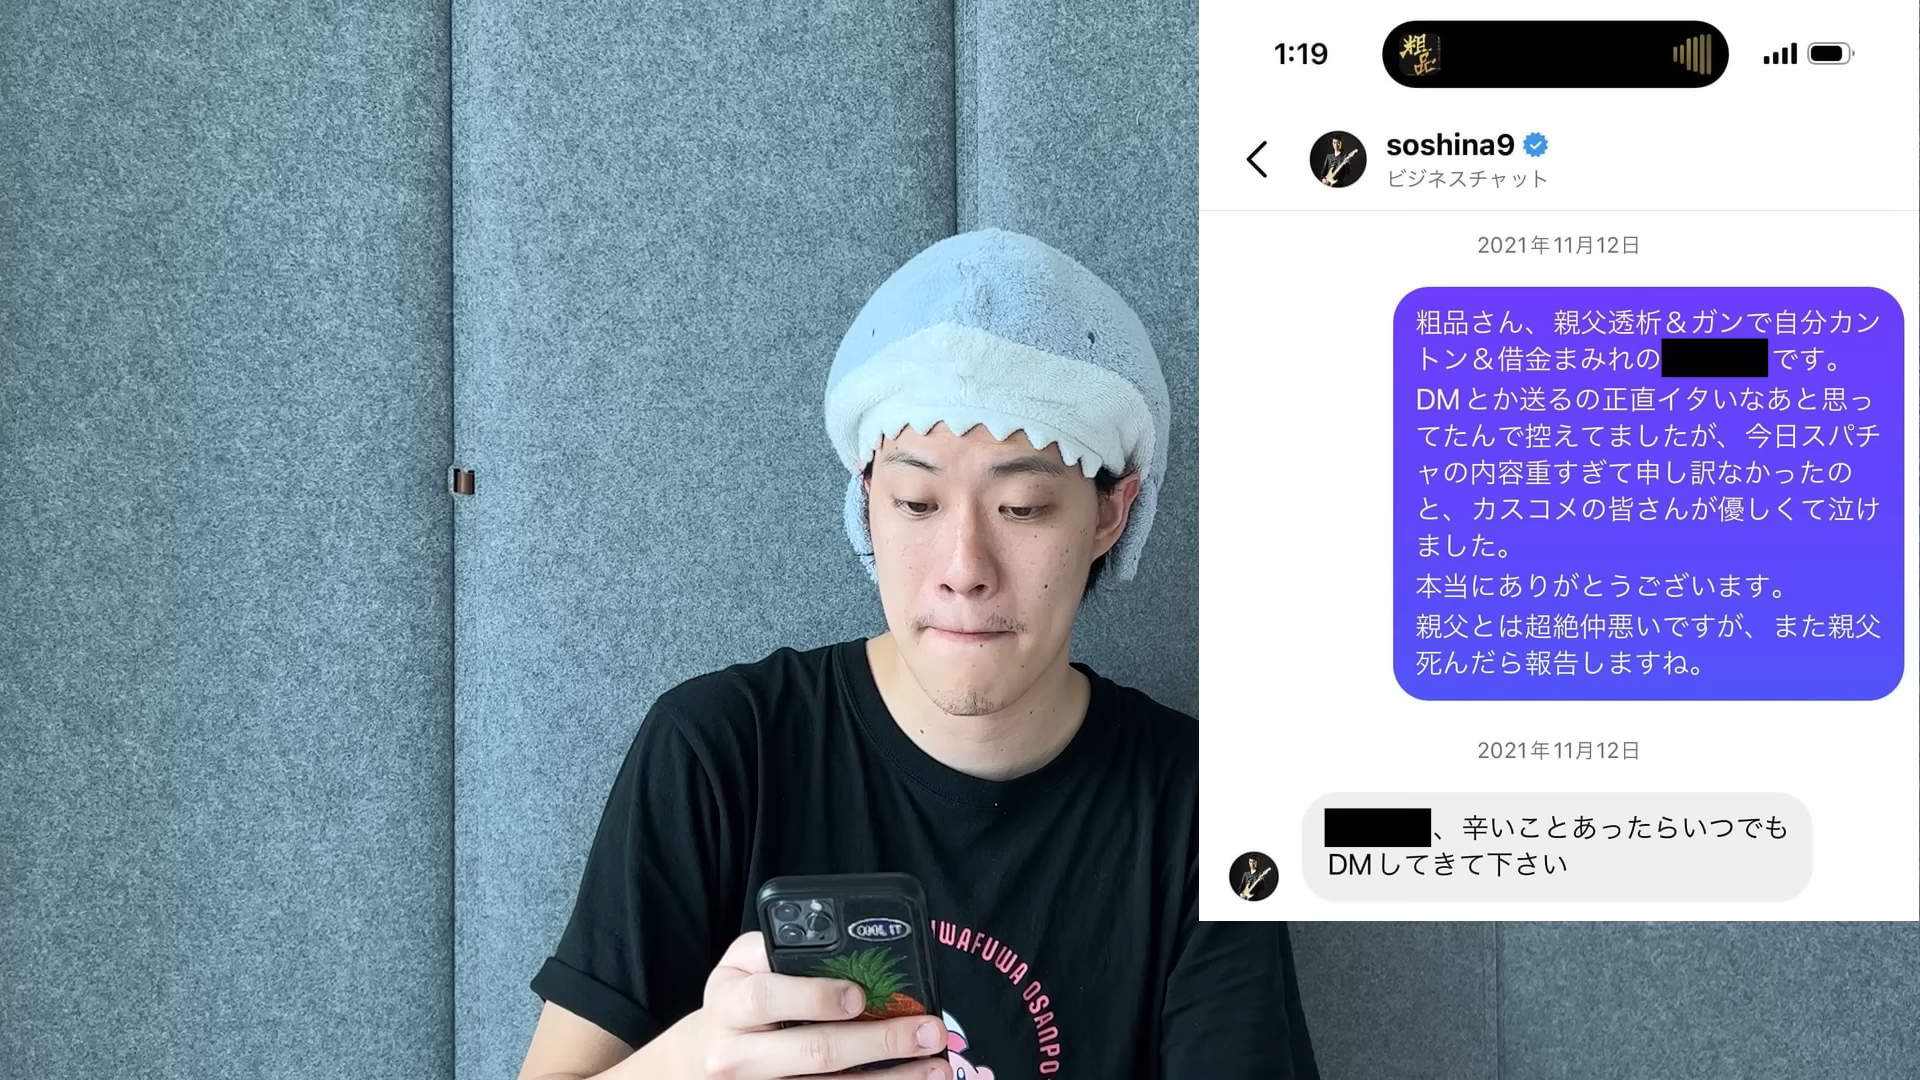 1:19
粗品
soshina9
ビジネスチャット
2021年11月12日
粗品さん、親父透析＆ガンで自分カン
トン＆借金まみれの
です。
DMとか送るの正直イタいなあと思っ
てたんで控えてましたが、今日スパチ
ャの内容重すぎて申し訳なかったの
と、カスコメの皆さんが優しくて泣け
ました。
本当にありがとうございます。
親父とは超絶仲悪いですが、また親父
死んだら報告しますね。
2021年11月12日
、辛いことあったらいつでも
DMしてきて下さい
COOL IT
WAFUWA OSANPO